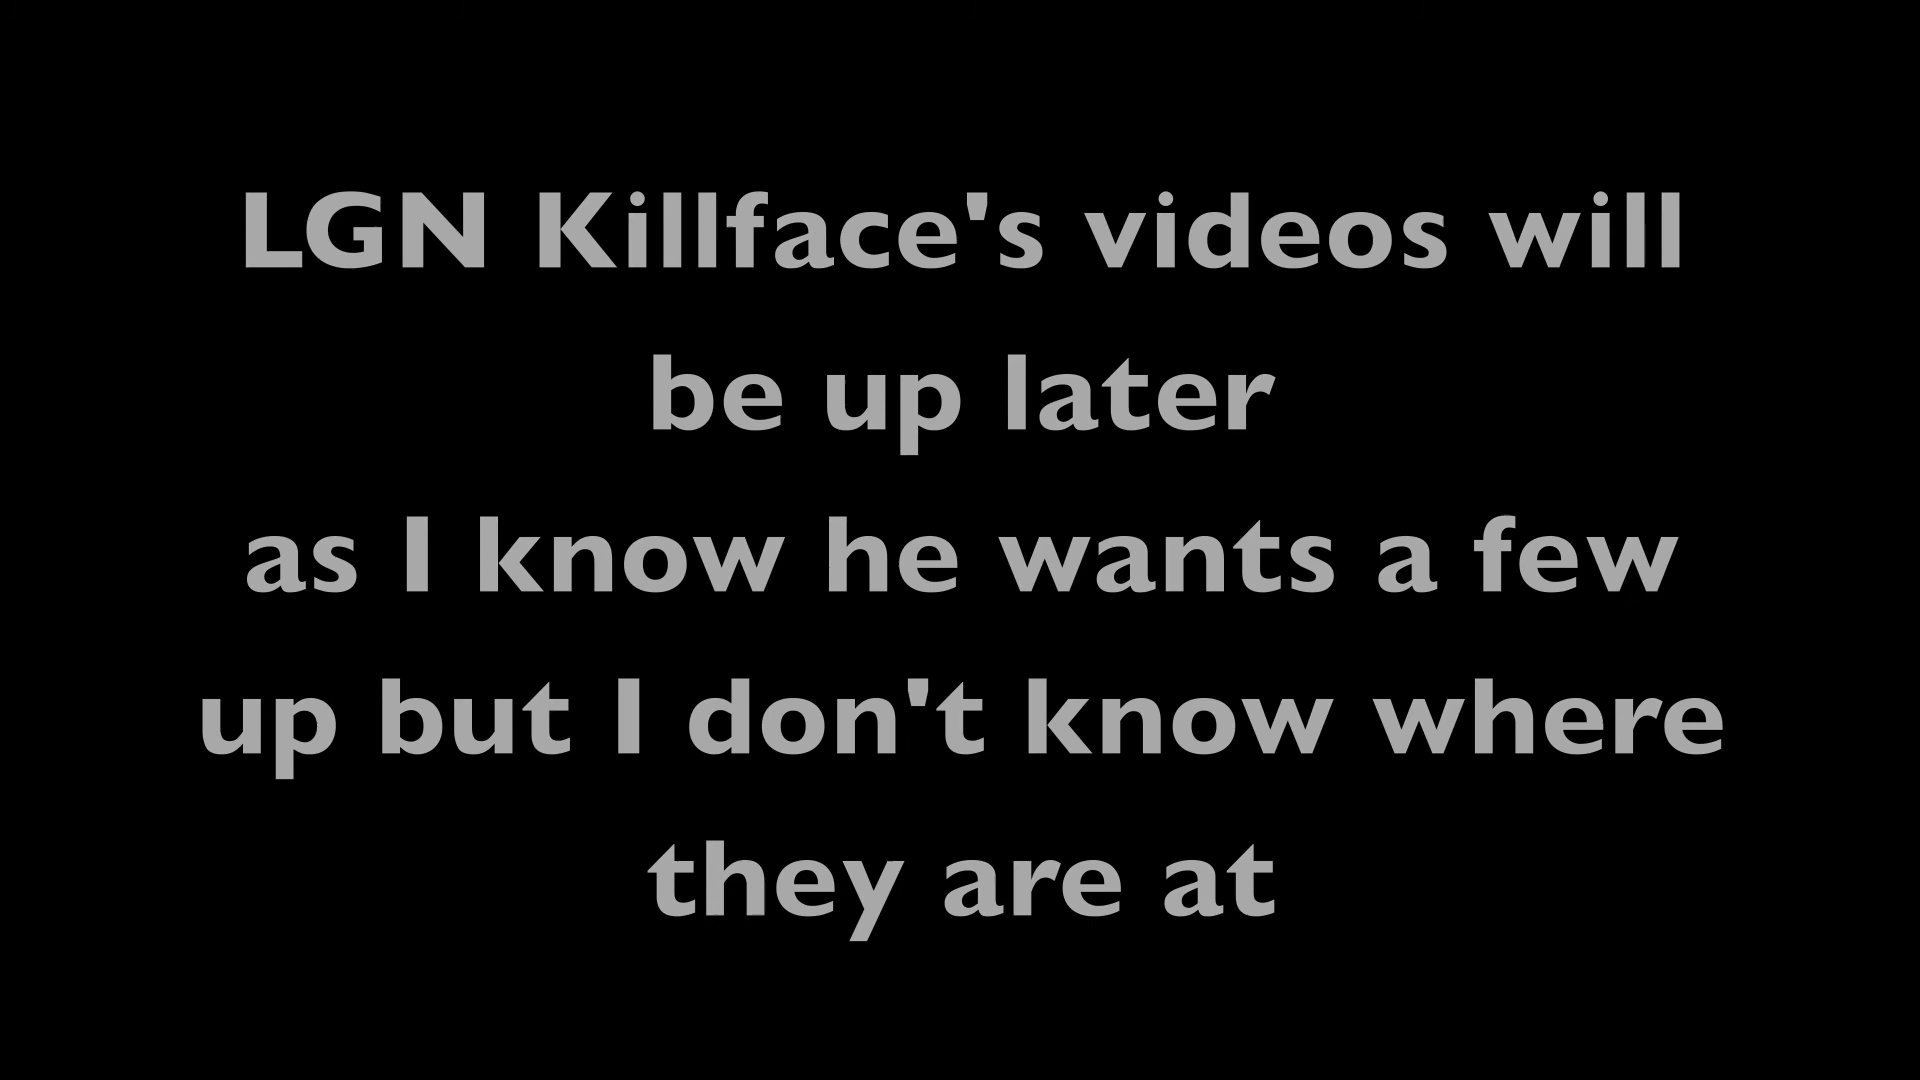 LGN Killface's videos will
be up later
as I know he wants a few
up but I don't know where
they are at